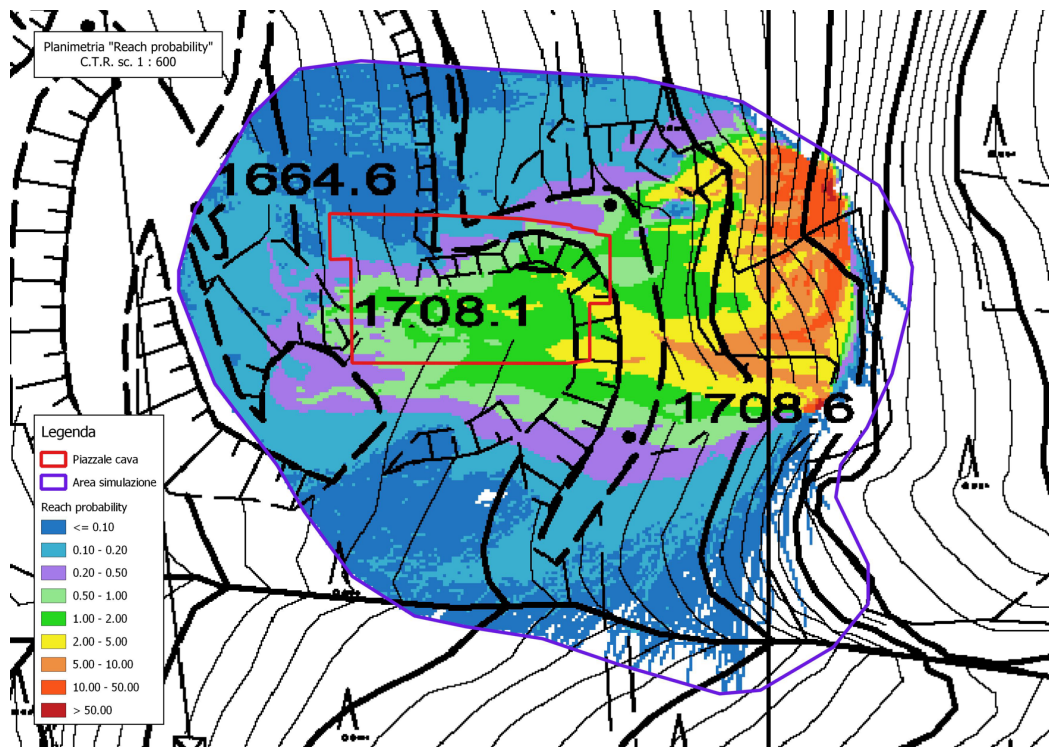 Planimetria "Reach probability"
C.T.R. sc. 1 : 600
1664.6
1708.1
1708.6
Legenda
Piazzale cava
Area simulazione
Reach probability
<= 0.10
0.10 - 0.20
0.20 - 0.50
0.50 - 1.00
1.00 - 2.00
2.00 - 5.00
5.00 - 10.00
10.00 - 50.00
> 50.00